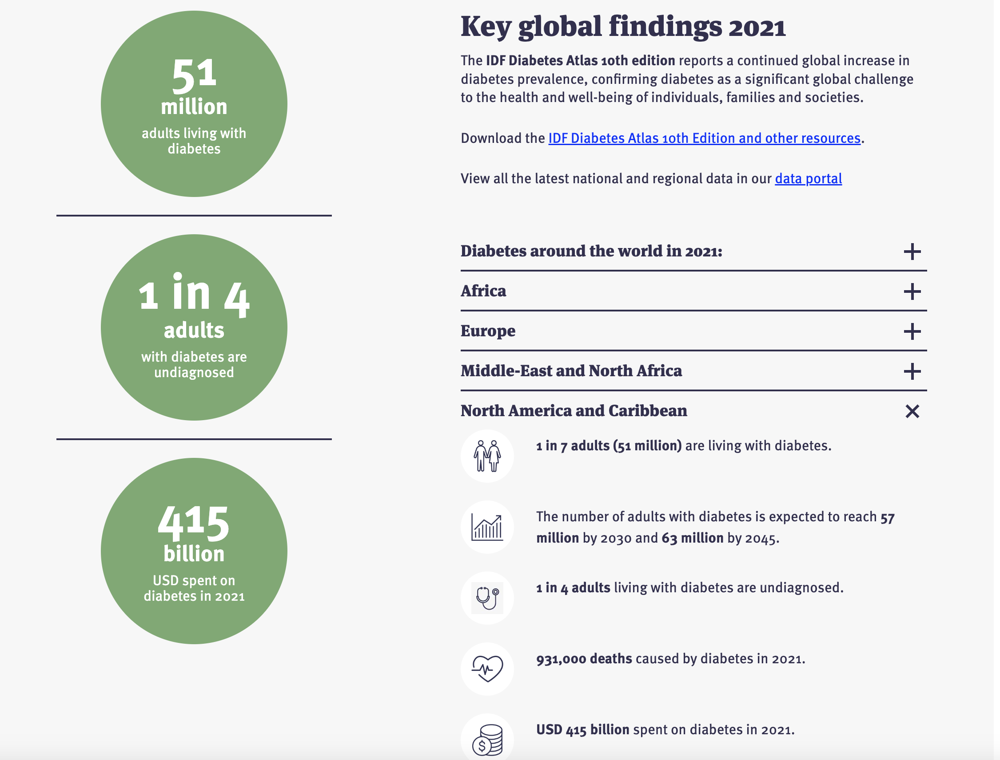 51
million
adults living with
diabetes
1 in 4
adults
with diabetes are
undiagnosed
415
billion
USD spent on
diabetes in 2021
Key global findings 2021
The IDF Diabetes Atlas 10th edition reports a continued global increase in
diabetes prevalence, confirming diabetes as a significant global challenge
to the health and well-being of individuals, families and societies.
Download the IDF Diabetes Atlas 10th Edition and other resources.
View all the latest national and regional data in our data portal
Diabetes around the world in 2021:
Africa
Europe
Middle-East and North Africa
North America and Caribbean
1 in 7 adults (51 million) are living with diabetes.
The number of adults with diabetes is expected to reach 57
million by 2030 and 63 million by 2045.
1 in 4 adults living with diabetes are undiagnosed.
931,000 deaths caused by diabetes in 2021.
$
USD 415 billion spent on diabetes in 2021.